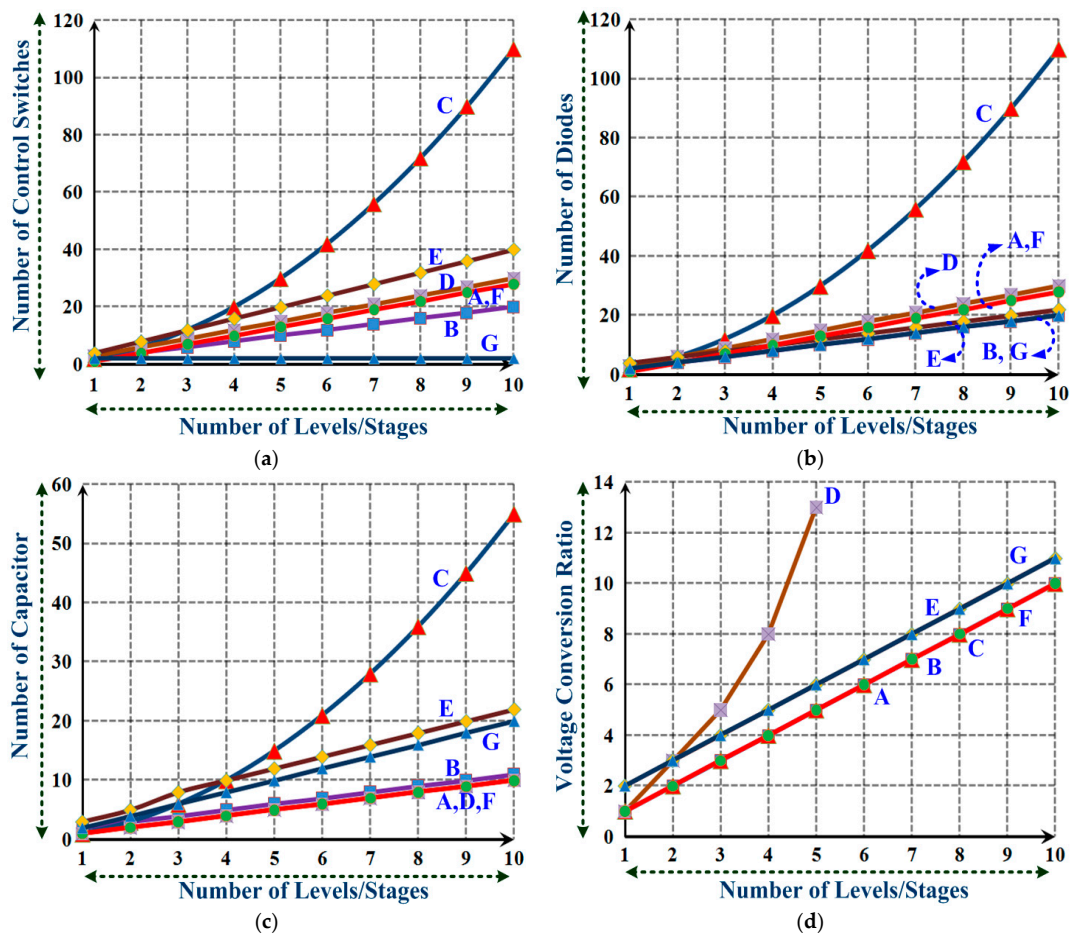 120
100
80
60
40
20
0
Number of Control Switches
C
E
D
A,F
B
G
1 2 3 4 5 6 7 8 9 10
Number of Levels/Stages
(a)
120
100
80
60
40
20
0
Number of Diodes
C
A,F
D
E
B, G
1 2 3 4 5 6 7 8 9 10
Number of Levels/Stages
(b)
60
50
40
30
20
10
0
Number of Capacitor
C
E
G
B
A,D,F
1 2 3 4 5 6 7 8 9 10
Number of Levels/Stages
(c)
14
12
10
8
6
4
2
0
Voltage Conversion Ratio
D
G
E
F
C
B
A
1 2 3 4 5 6 7 8 9 10
Number of Levels/Stages
(d)